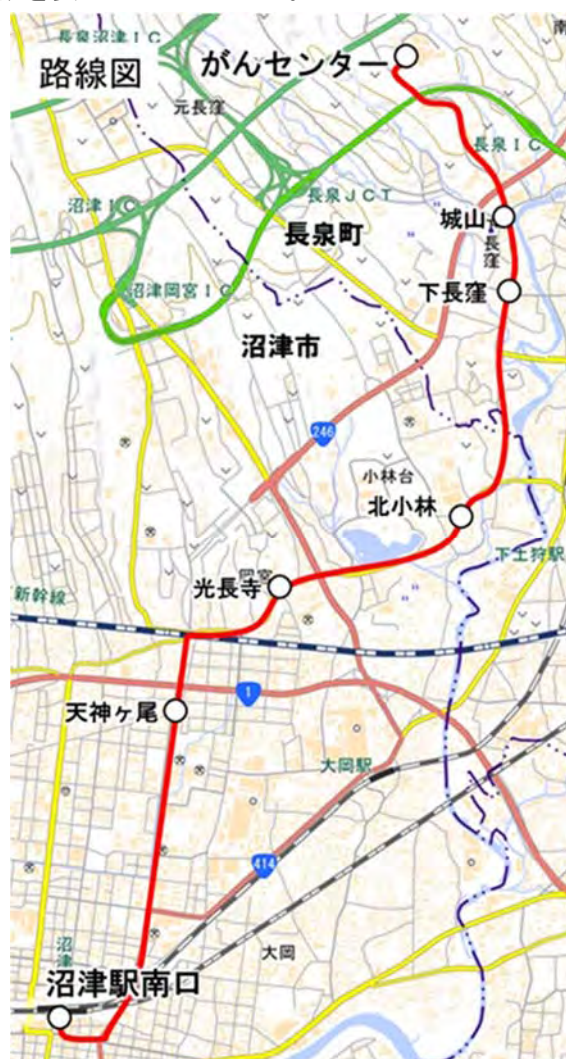 長泉沼津IC
路線図
がんセンター
元長窪
長泉IC
沼津IC
長泉JCT
城山
長窪
長泉町
沼津岡宮IC
下長窪
沼津市
246
小林台
北小林
下土狩駅
岡宮
光長寺
新幹線
1
天神ヶ尾
大岡駅
414
大岡
沼津
沼津駅南口